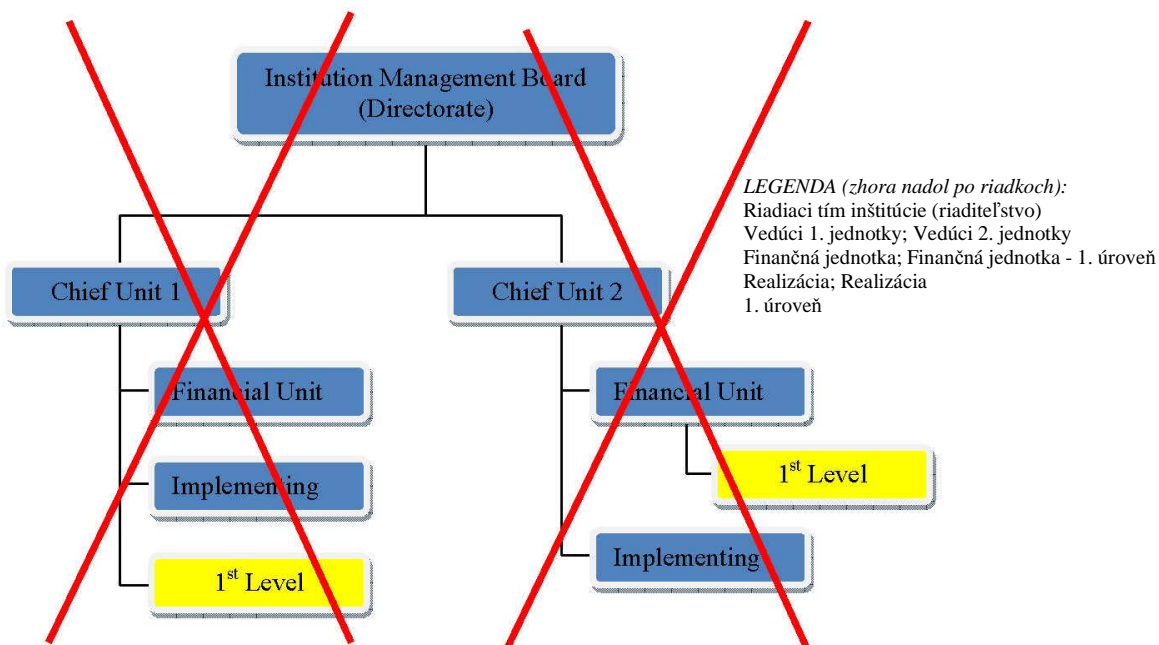 Institution Management Board
(Directorate)
LEGENDA (zhora nadol po riadkoch):
Riadiaci tím inštitúcie (riaditeľstvo)
Vedúci 1. jednotky; Vedúci 2. jednotky
Finančná jednotka; Finančná jednotka - 1. úroveň
Realizácia; Realizácia
1. úroveň
Chief Unit 1
Chief Unit 2
Financial Unit
Financial Unit
Implementing
1st Level
Implementing
1st Level